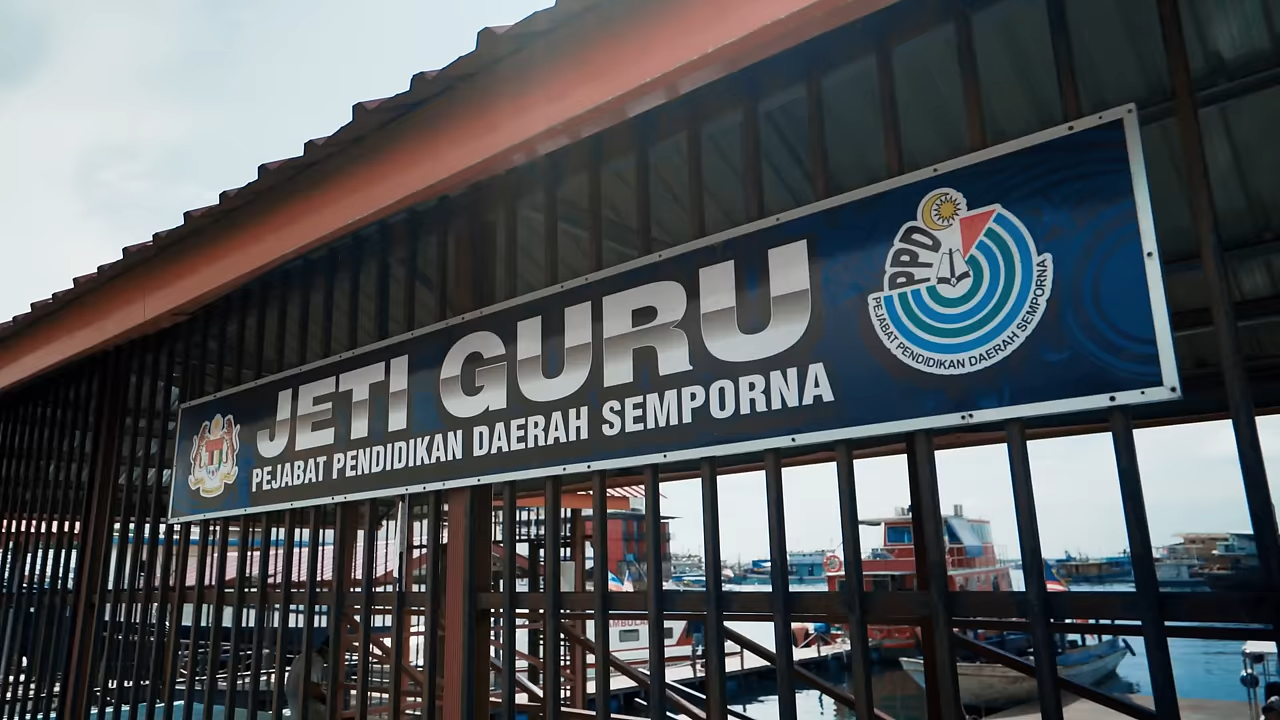 JETI GURU
PEJABAT PENDIDIKAN DAERAH SEMPORNA
PPD
PEJABAT PENDIDIKAN DAERAH SEMPORNA